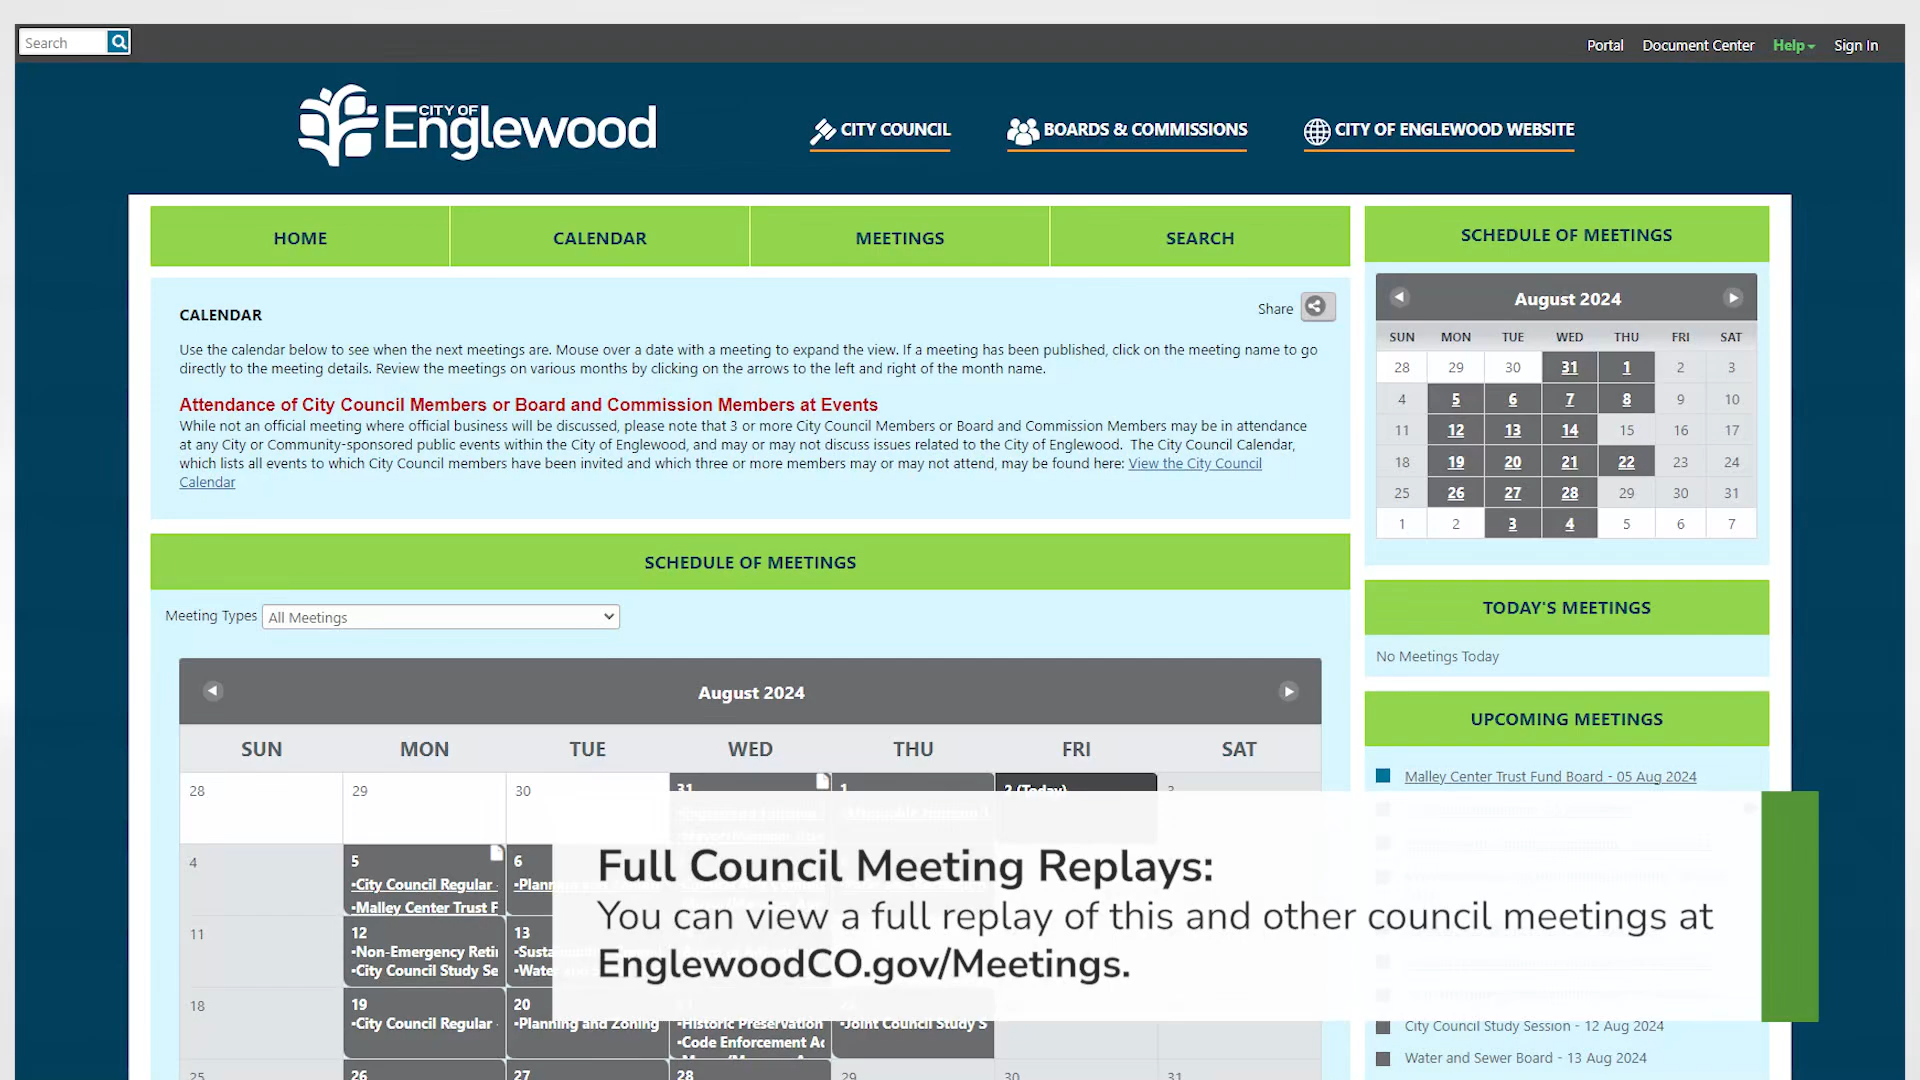 Search
Portal Document Center Help Sign In
CITY OF
Englewood
CITY COUNCIL BOARDS & COMMISSIONS CITY OF ENGLEWOOD WEBSITE
HOME CALENDAR MEETINGS SEARCH
CALENDAR
Share
Use the calendar below to see when the next meetings are. Mouse over a date with a meeting to expand the view. If a meeting has been published, click on the meeting name to go
directly to the meeting details. Review the meetings on various months by clicking on the arrows to the left and right of the month name.
Attendance of City Council Members or Board and Commission Members at Events
While not an official meeting where official business will be discussed, please note that 3 or more City Council Members or Board and Commission Members may be in attendance
at any City or Community-sponsored public events within the City of Englewood, and may or may not discuss issues related to the City of Englewood. The City Council Calendar,
which lists all events to which City Council members have been invited and which three or more members may or may not attend, may be found here: View the City Council
Calendar
SCHEDULE OF MEETINGS
Meeting Types All Meetings
August 2024
SUN MON TUE WED THU FRI SAT
28 29 30 31 1 2 (Today) 3
4 5 6
•City Council Regular
•Malley Center Trust F
11 12 13
•Non-Emergency Reti
•City Council Study Se
18 19 20
•City Council Regular •Planning and Zoning •Historic Preservation •Joint Council Study S
•Code Enforcement Ac
25 26 27 28 29 30 31
SCHEDULE OF MEETINGS
August 2024
SUN MON TUE WED THU FRI SAT
28 29 30 31 1 2 3
4 5 6 7 8 9 10
11 12 13 14 15 16 17
18 19 20 21 22 23 24
25 26 27 28 29 30 31
1 2 3 4 5 6 7
TODAY'S MEETINGS
No Meetings Today
UPCOMING MEETINGS
Malley Center Trust Fund Board - 05 Aug 2024
City Council Study Session - 12 Aug 2024
Water and Sewer Board - 13 Aug 2024
Full Council Meeting Replays:
You can view a full replay of this and other council meetings at
EnglewoodCO.gov/Meetings.